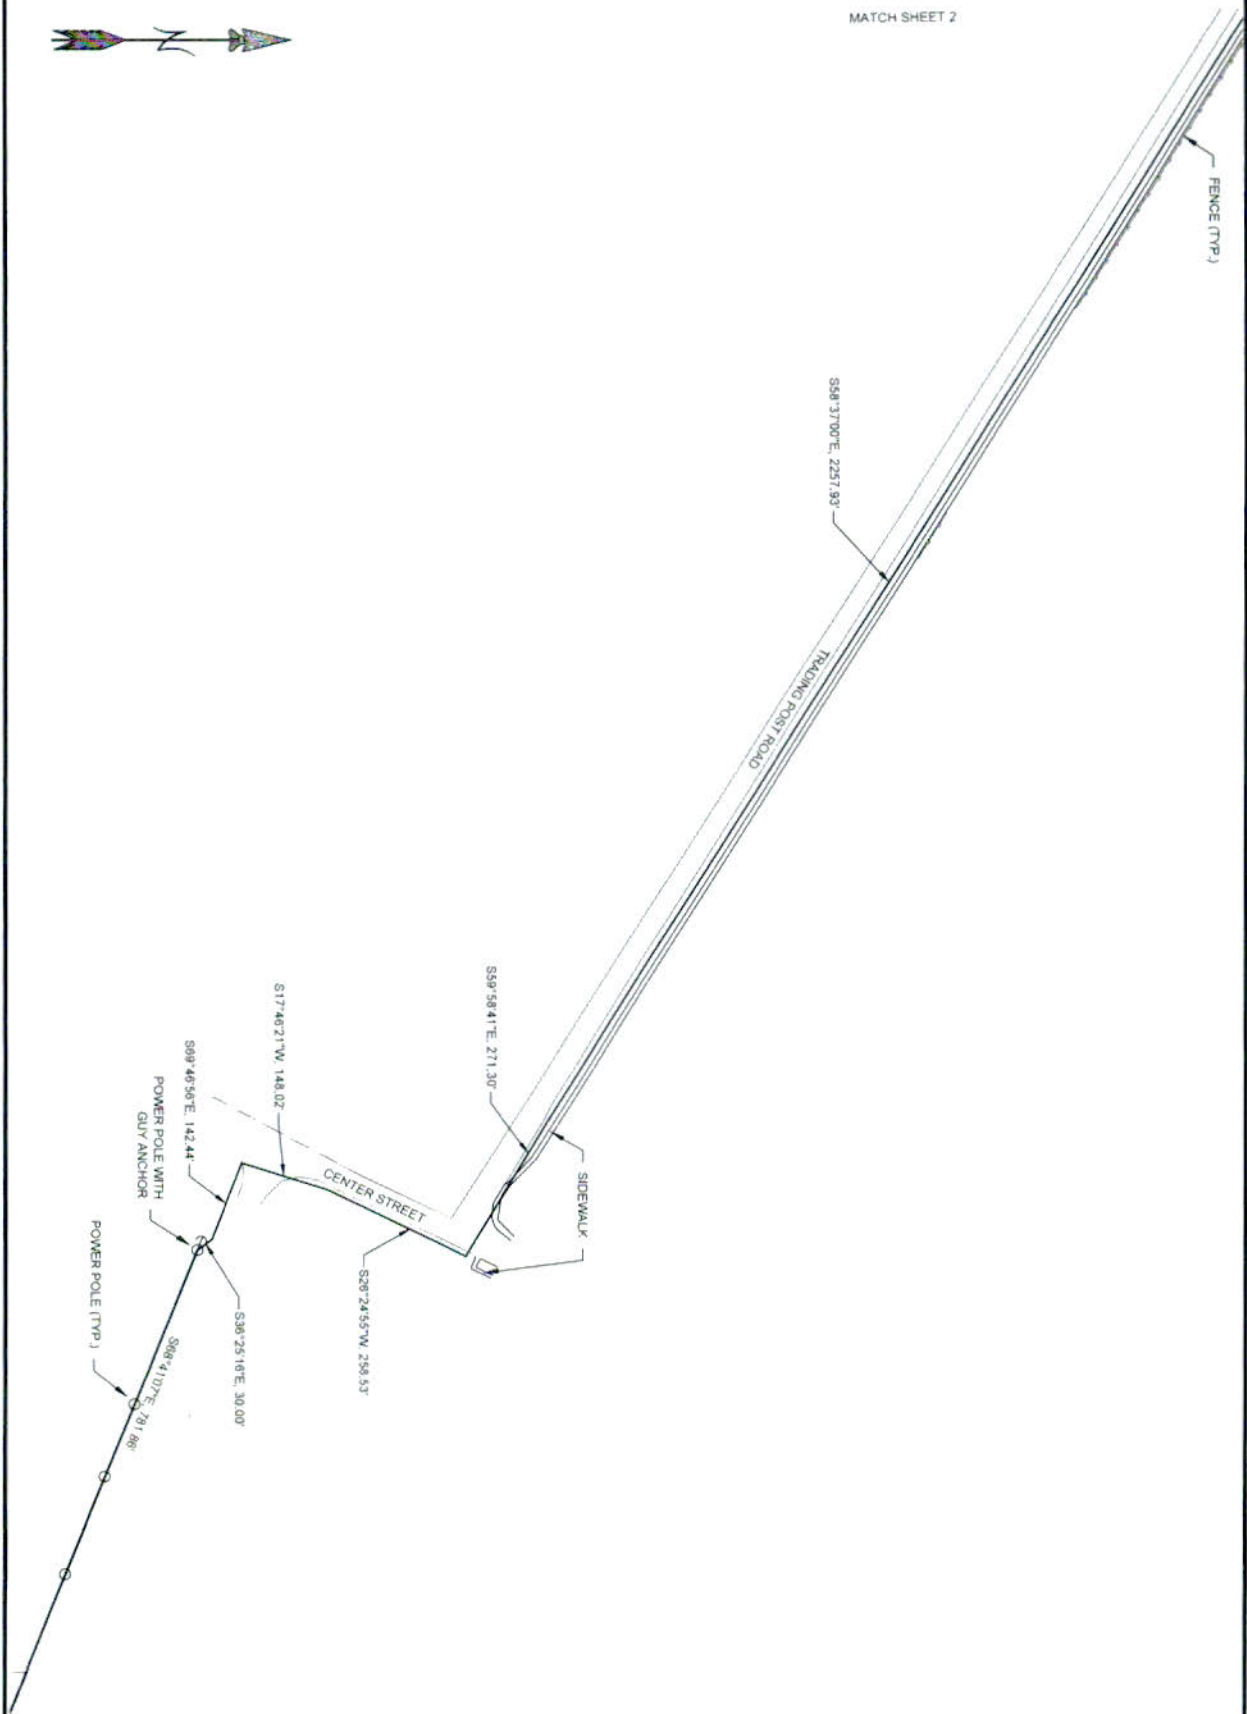 MATCH SHEET 2
N
FENCE (TYP.)
S58°37'00"E, 2257.93'
TRADING POST ROAD
S59°58'41"E, 271.30'
SIDEWALK
S17°46'21"W, 148.02'
CENTER STREET
S26°24'55"W, 258.53'
S69°46'56"E, 142.44'
POWER POLE WITH
GUY ANCHOR
S36°25'16"E, 30.00'
POWER POLE (TYP.)
S68°41'07"E, 781.86'